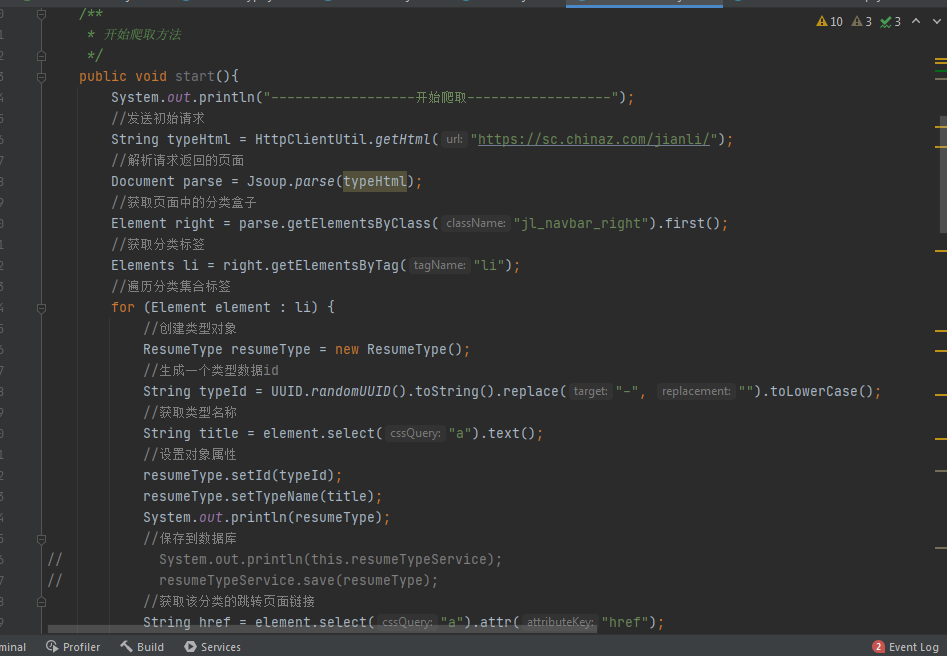 10 3 3
/**
* 开始爬取方法
*/
public void start(){
System.out.println("------------------开始爬取------------------");
//发送初始请求
String typeHtml = HttpClientUtil.getHtml( url: "https://sc.chinaz.com/jianli/");
//解析请求返回的页面
Document parse = Jsoup.parse(typeHtml);
//获取页面中的分类盒子
Element right = parse.getElementsByClass( className: "jl_navbar_right").first();
//获取分类标签
Elements li = right.getElementsByTag( tagName: "li");
//遍历分类集合标签
for (Element element : li) {
//创建类型对象
ResumeType resumeType = new ResumeType();
//生成一个类型数据id
String typeId = UUID.randomUUID().toString().replace( target: "-", replacement: "").toLowerCase();
//获取类型名称
String title = element.select( cssQuery: "a").text();
//设置对象属性
resumeType.setId(typeId);
resumeType.setTypeName(title);
System.out.println(resumeType);
//保存到数据库
// System.out.println(this.resumeTypeService);
// resumeTypeService.save(resumeType);
//获取该分类的跳转页面链接
String href = element.select( cssQuery: "a").attr( attributeKey: "href");
minal Profiler Build Services 2 Event Log